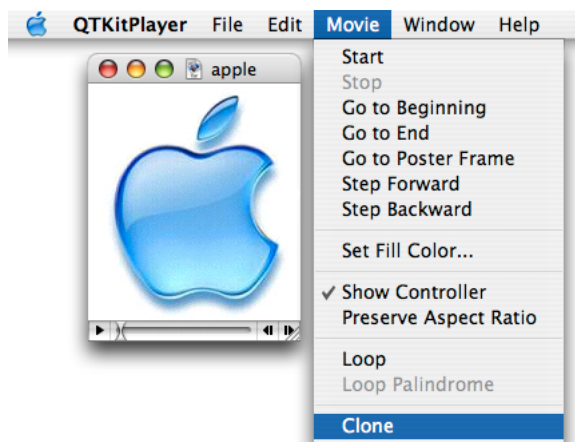 QTKitPlayer File Edit Movie Window Help
apple
Start
Stop
Go to Beginning
Go to End
Go to Poster Frame
Step Forward
Step Backward
Set Fill Color...
Show Controller
Preserve Aspect Ratio
Loop
Loop Palindrome
Clone